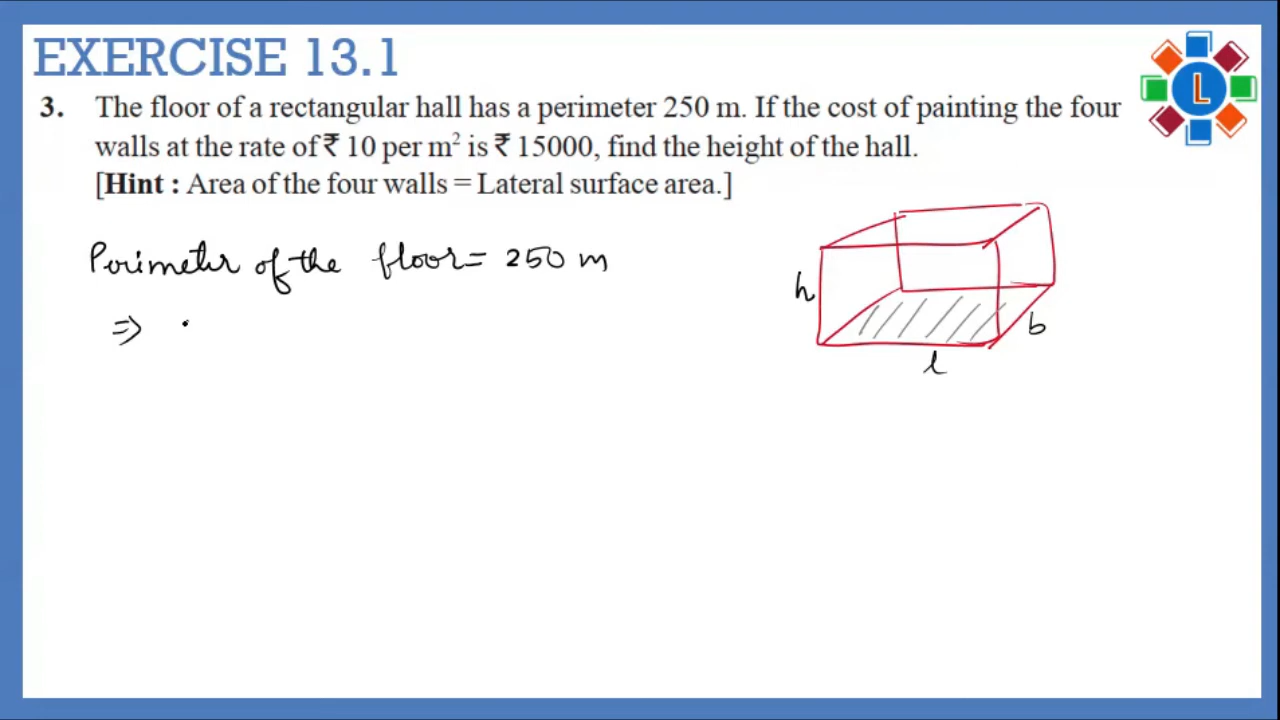 EXERCISE 13.1
L
3. The floor of a rectangular hall has a perimeter 250 m. If the cost of painting the four
walls at the rate of ₹ 10 per m² is ₹ 15000, find the height of the hall.
[Hint : Area of the four walls = Lateral surface area.]
Perimeter of the floor = 250 m
⇒
h
b
l